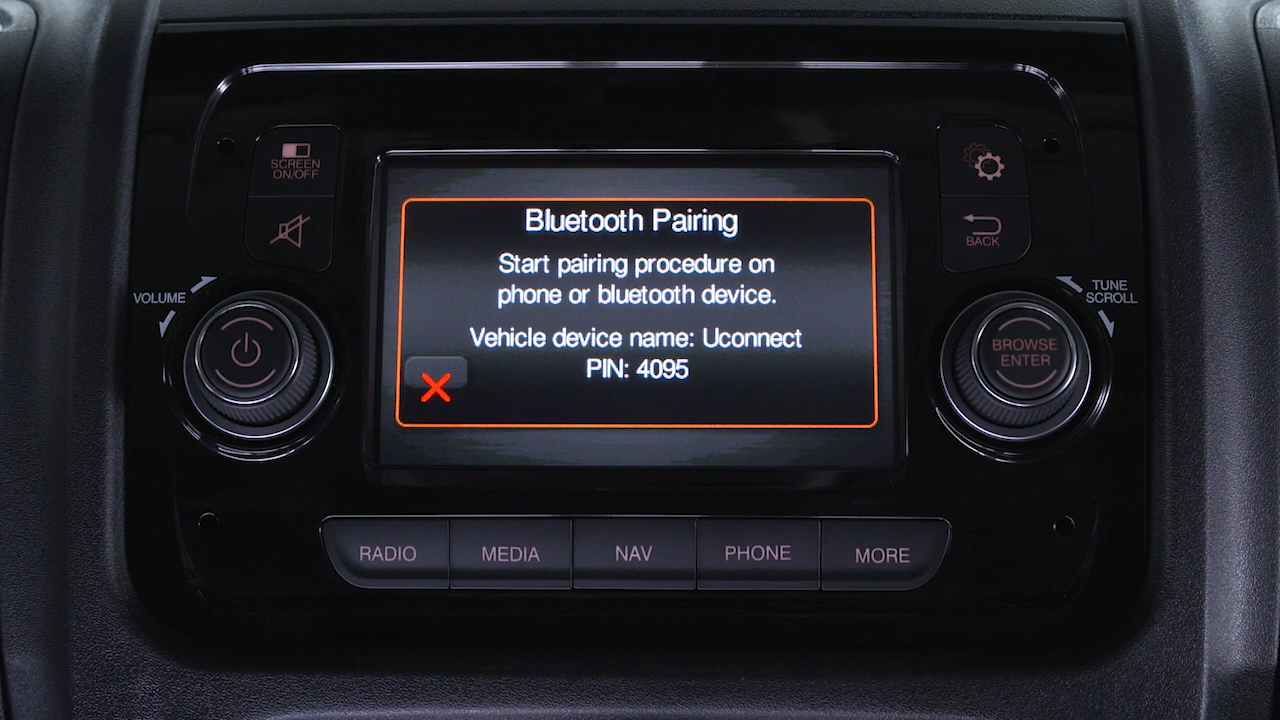 SCREEN
ON/OFF
BACK
VOLUME
TUNE
SCROLL
Bluetooth Pairing
Start pairing procedure on
phone or bluetooth device.
Vehicle device name: Uconnect
PIN: 4095
BROWSE
ENTER
RADIO
MEDIA
NAV
PHONE
MORE